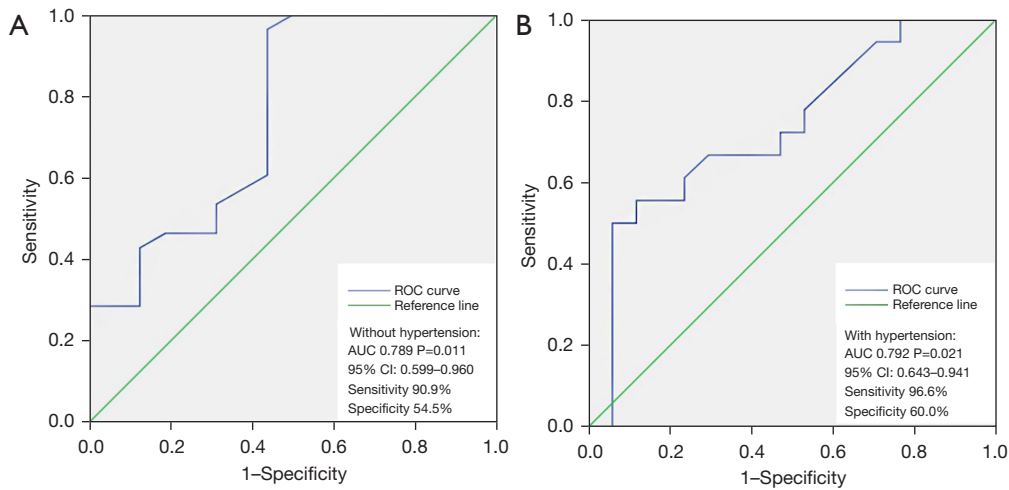 A
1.0
0.8
0.6
0.4
0.2
0.0
Sensitivity
0.0 0.2 0.4 0.6 0.8 1.0
1–Specificity
ROC curve
Reference line
Without hypertension:
AUC 0.789 P=0.011
95% CI: 0.599–0.960
Sensitivity 90.9%
Specificity 54.5%
B
1.0
0.8
0.6
0.4
0.2
0.0
Sensitivity
0.0 0.2 0.4 0.6 0.8 1.0
1–Specificity
ROC curve
Reference line
With hypertension:
AUC 0.792 P=0.021
95% CI: 0.643–0.941
Sensitivity 96.6%
Specificity 60.0%